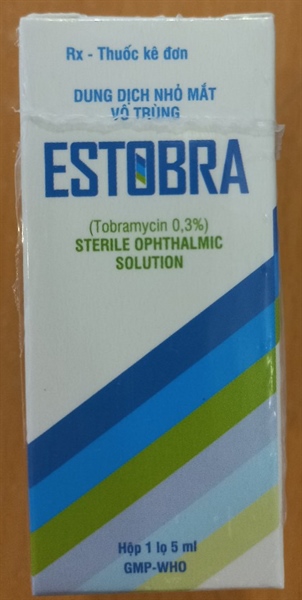 Rx - Thuốc kê đơn
DUNG DỊCH NHỎ MẮT
VÔ TRÙNG
ESTOBRA
(Tobramycin 0,3%)
STERILE OPHTHALMIC
SOLUTION
Hộp 1 lọ 5 ml
GMP-WHO